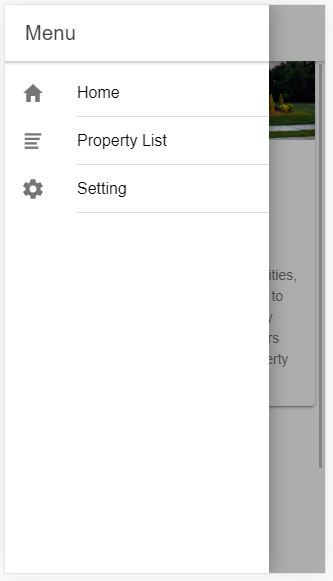 Menu
Home
Property List
Setting
ities,
to
y
rs
erty